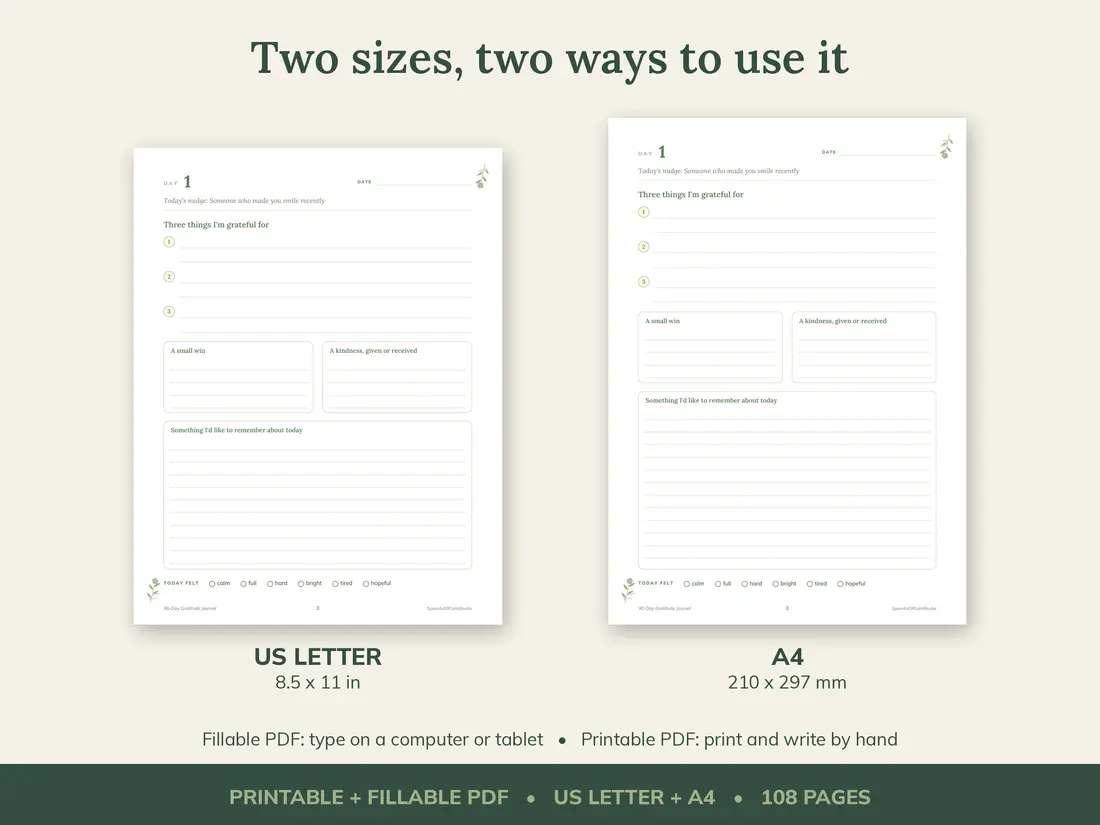 Two sizes, two ways to use it
DAY 1
DATE
Today's nudge: Someone who made you smile recently
Three things I'm grateful for
1
2
3
A small win
A kindness, given or received
Something I'd like to remember about today
TODAY FELT calm full hard bright tired hopeful
90-Day Gratitude Journal
3
SpoonfulOfCalmStudio
DAY 1
DATE
Today's nudge: Someone who made you smile recently
Three things I'm grateful for
1
2
3
A small win
A kindness, given or received
Something I'd like to remember about today
TODAY FELT calm full hard bright tired hopeful
90-Day Gratitude Journal
SpoonfulOfCalmStudio
US LETTER
8.5 x 11 in
A4
210 x 297 mm
Fillable PDF: type on a computer or tablet • Printable PDF: print and write by hand
PRINTABLE + FILLABLE PDF • US LETTER + A4 • 108 PAGES